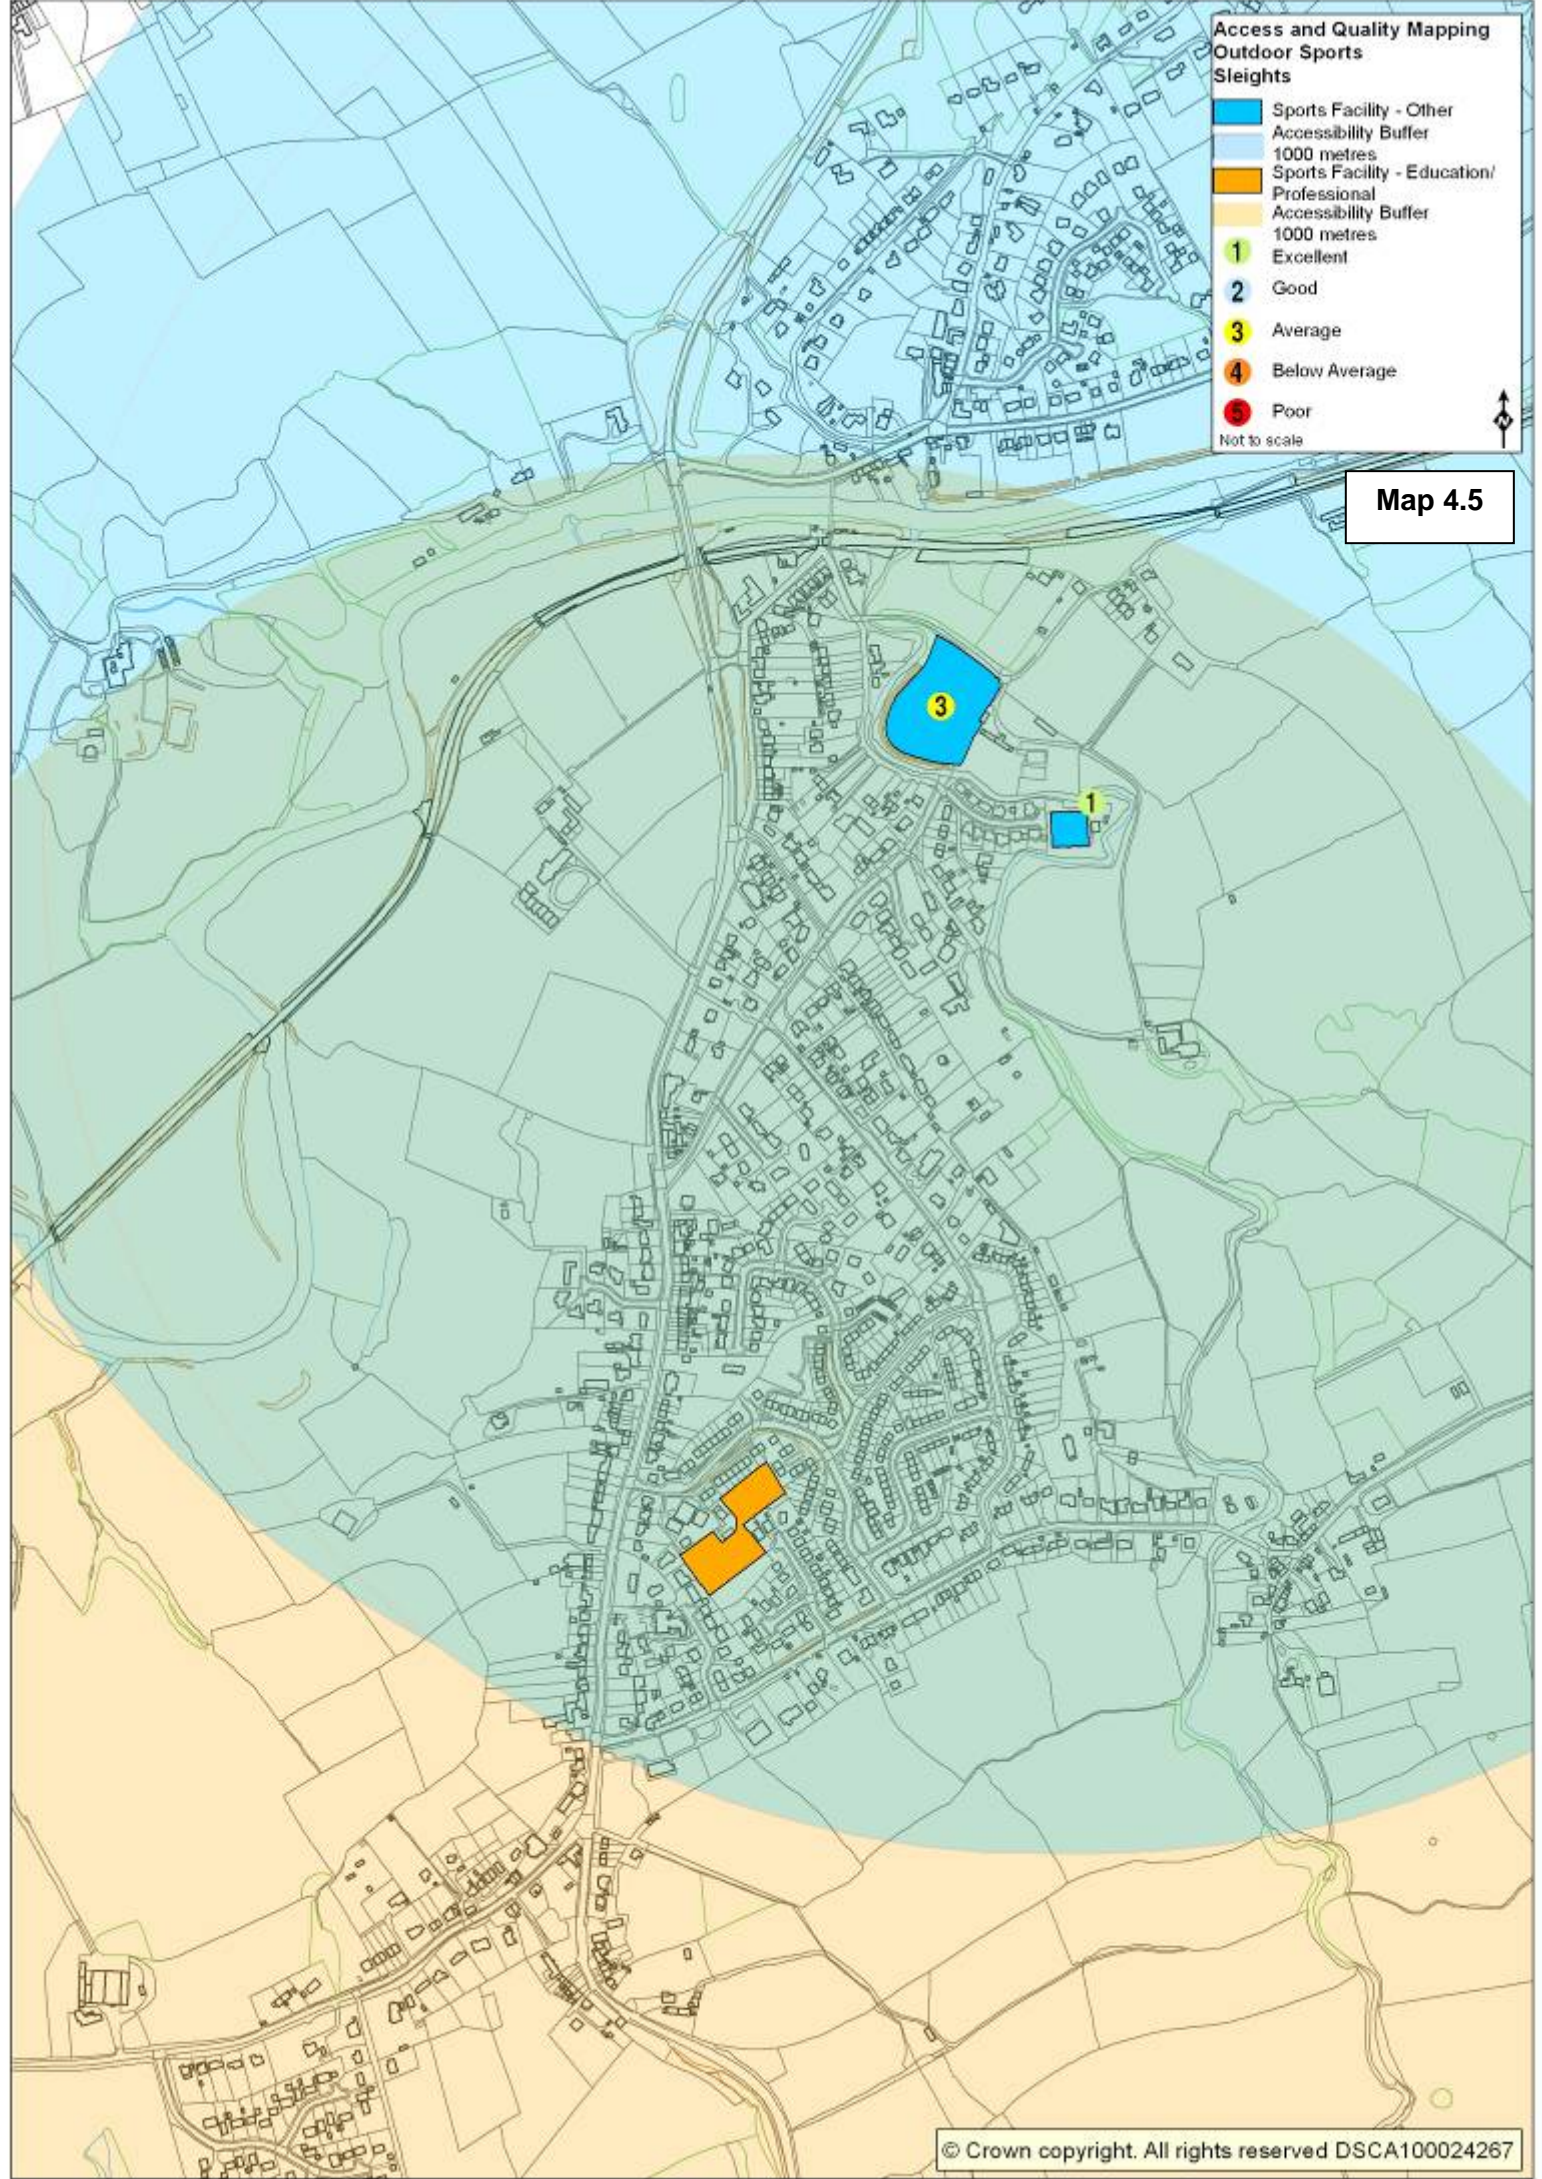 Access and Quality Mapping
Outdoor Sports
Sleights
Sports Facility - Other
Accessibility Buffer
1000 metres
Sports Facility - Education/
Professional
Accessibility Buffer
1000 metres
1 Excellent
2 Good
3 Average
4 Below Average
5 Poor
Not to scale
N
Map 4.5
3
1
© Crown copyright. All rights reserved DSCA100024267